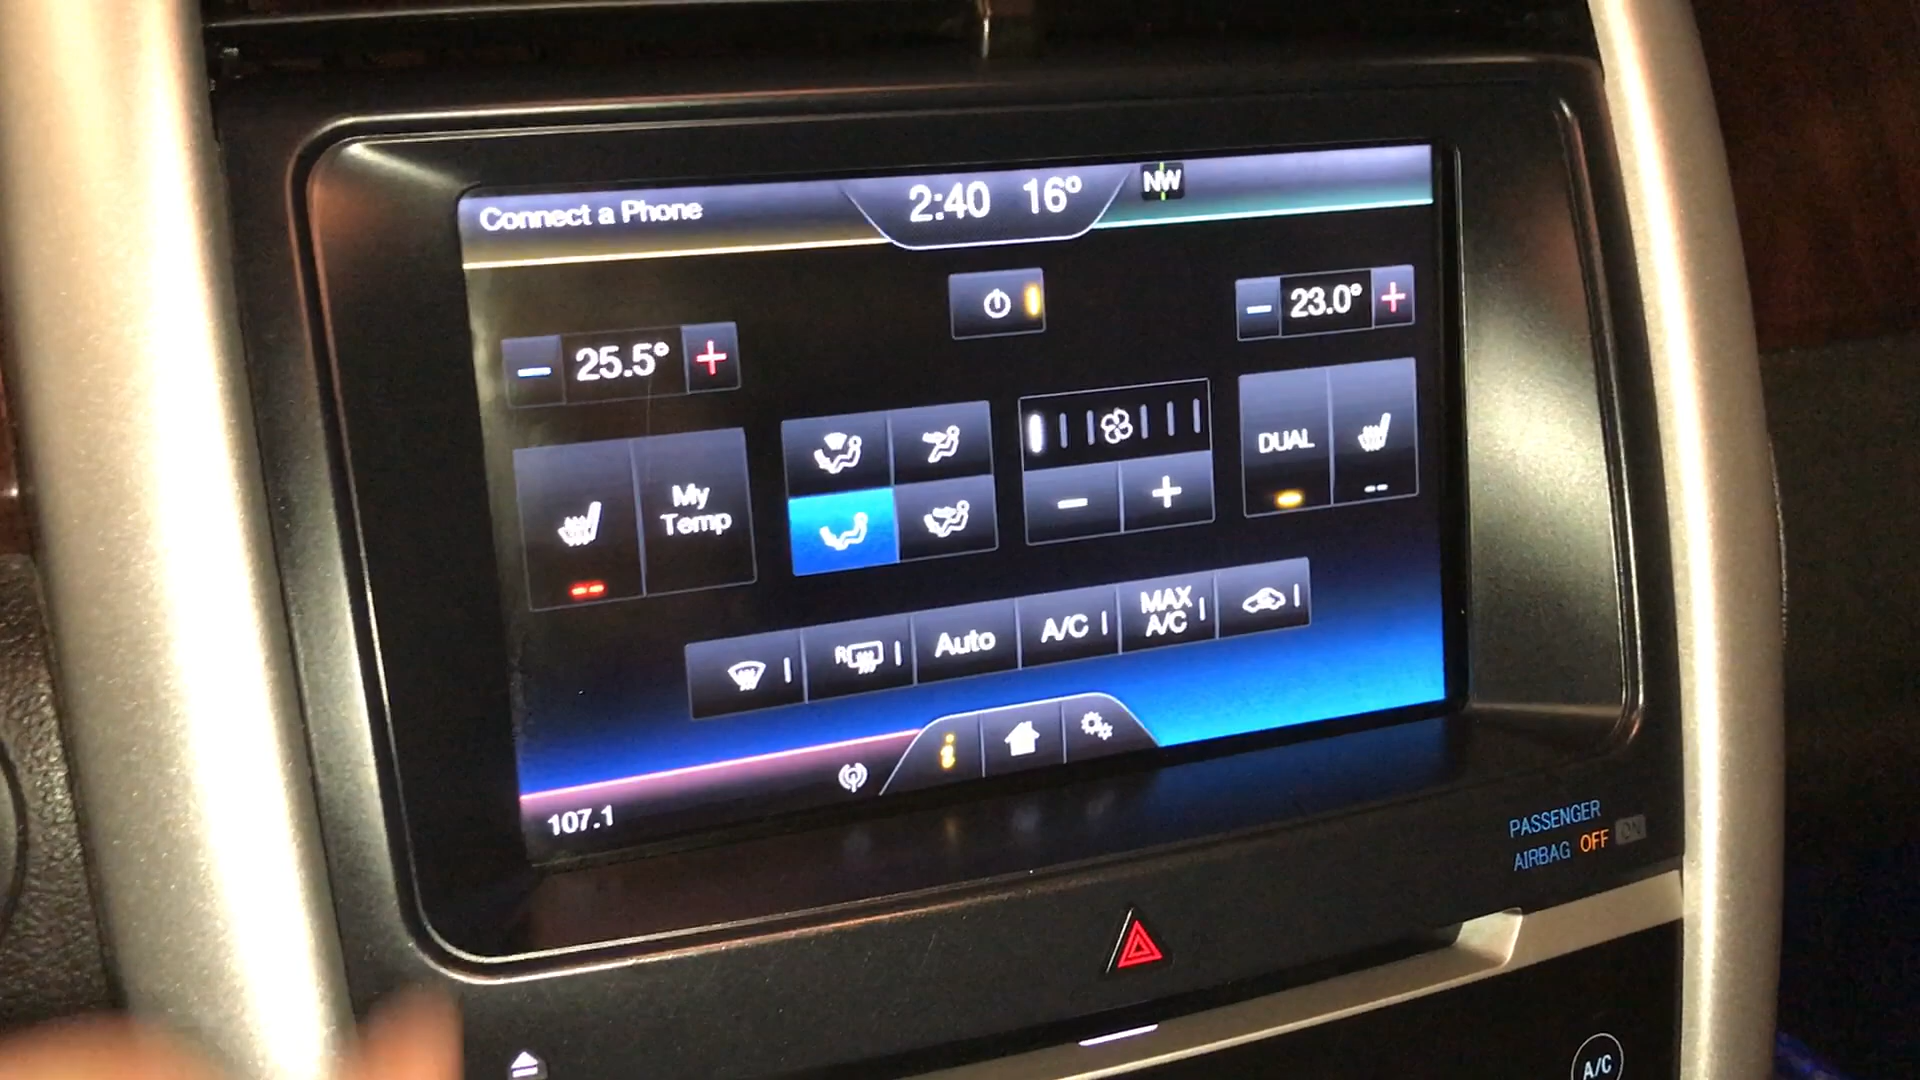 Connect a Phone
2:40 16°
NW
25.5°
23.0°
My
Temp
DUAL
R
Auto
A/C
MAX
A/C
107.1
PASSENGER
AIRBAG OFF ON
A/C